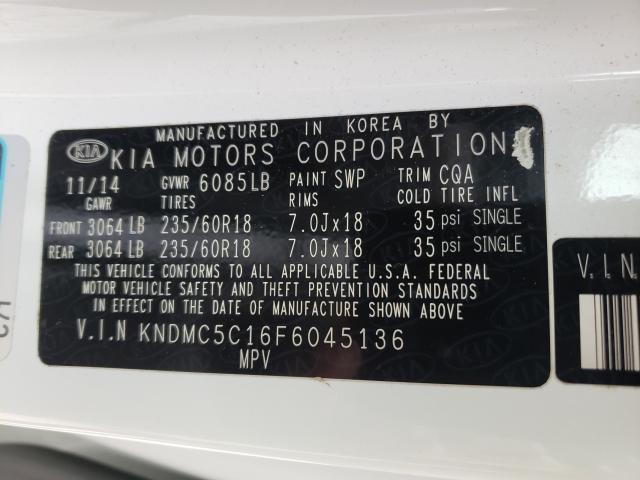 MANUFACTURED IN KOREA BY
KIA KIA MOTORS CORPORATION
11/14 GVWR 6085LB PAINT SWP TRIM CQA
GAWR TIRES RIMS COLD TIRE INFL
FRONT 3064 LB 235/60R18 7.0Jx18 35 psi SINGLE
REAR 3064 LB 235/60R18 7.0Jx18 35 psi SINGLE
THIS VEHICLE CONFORMS TO ALL APPLICABLE U.S.A. FEDERAL
MOTOR VEHICLE SAFETY AND THEFT PREVENTION STANDARDS
IN EFFECT ON THE DATE OF MANUFACTURE SHOWN ABOVE
V.I.N KNDMC5C16F6045136
MPV
V.I.N